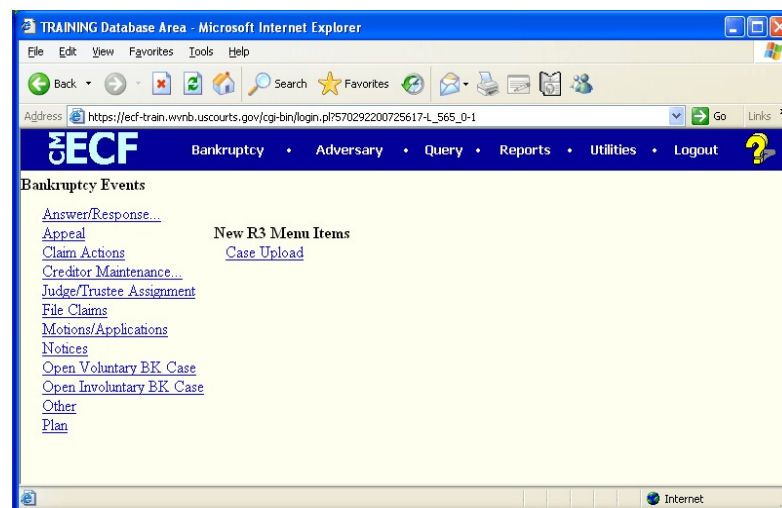 TRAINING Database Area - Microsoft Internet Explorer
File Edit View Favorites Tools Help
Back Search Favorites
Address https://ecf-train.wvnb.uscourts.gov/cgi-bin/login.pl?570292200725617-L_565_0-1 Go Links
CM ECF Bankruptcy • Adversary • Query • Reports • Utilities • Logout ?
Bankruptcy Events
Answer/Response...
Appeal New R3 Menu Items
Claim Actions Case Upload
Creditor Maintenance...
Judge/Trustee Assignment
File Claims
Motions/Applications
Notices
Open Voluntary BK Case
Open Involuntary BK Case
Other
Plan
Internet